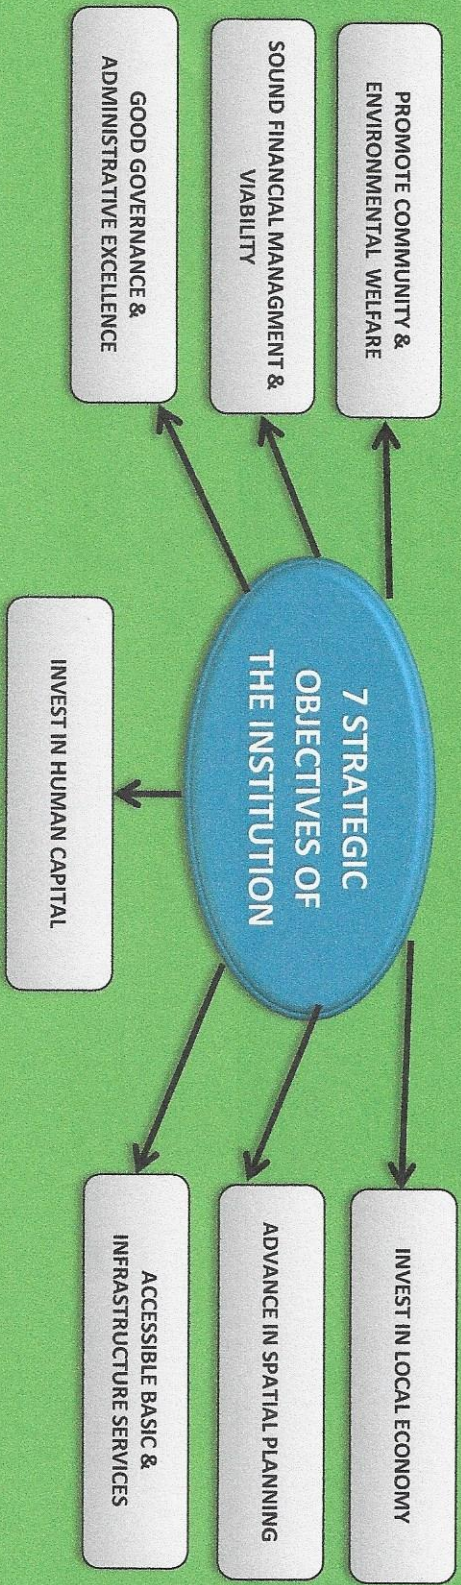 7 STRATEGIC
OBJECTIVES OF
THE INSTITUTION
PROMOTE COMMUNITY &
ENVIRONMENTAL WELFARE
SOUND FINANCIAL MANAGMENT &
VIABILITY
GOOD GOVERNANCE &
ADMINISTRATIVE EXCELLENCE
INVEST IN HUMAN CAPITAL
INVEST IN LOCAL ECONOMY
ADVANCE IN SPATIAL PLANNING
ACCESSIBLE BASIC &
INFRASTRUCTURE SERVICES